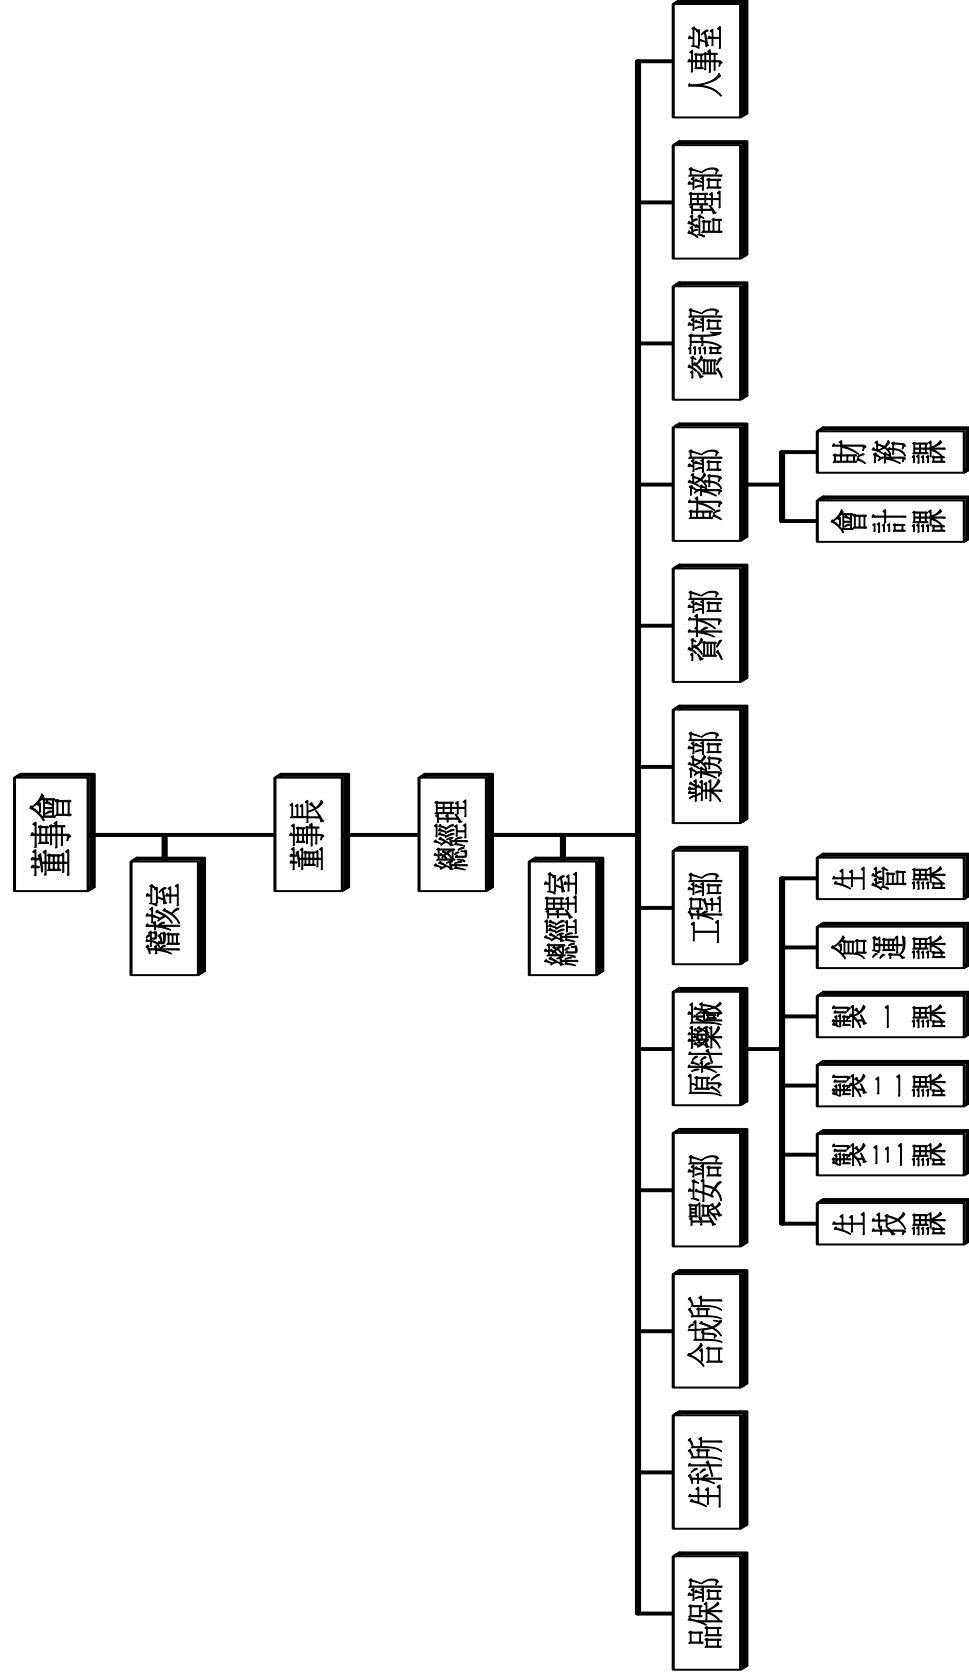 董事會
稽核室
董事長
總經理
總經理室
品保部
生科所
合成所
環安部
原料藥廠
工程部
業務部
資材部
財務部
資訊部
管理部
人事室
生技課
製三課
製二課
製一課
倉運課
生管課
會計課
財務課